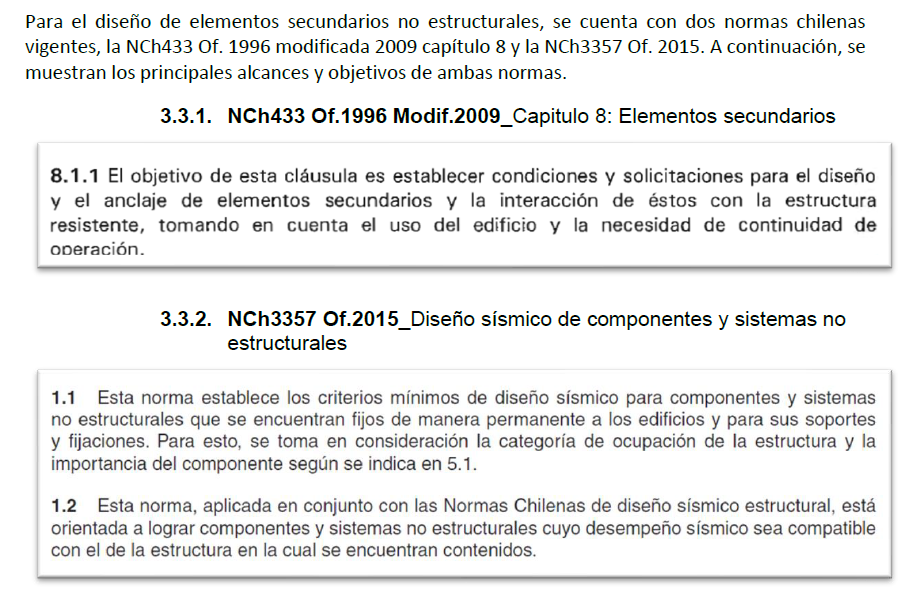 Para el diseño de elementos secundarios no estructurales, se cuenta con dos normas chilenas
vigentes, la NCh433 Of. 1996 modificada 2009 capítulo 8 y la NCh3357 Of. 2015. A continuación, se
muestran los principales alcances y objetivos de ambas normas.
3.3.1. NCh433 Of.1996 Modif.2009_Capitulo 8: Elementos secundarios
8.1.1 El objetivo de esta cláusula es establecer condiciones y solicitaciones para el diseño
y el anclaje de elementos secundarios y la interacción de éstos con la estructura
resistente, tomando en cuenta el uso del edificio y la necesidad de continuidad de
operación.
3.3.2. NCh3357 Of.2015_Diseño sísmico de componentes y sistemas no
estructurales
1.1 Esta norma establece los criterios mínimos de diseño sísmico para componentes y sistemas
no estructurales que se encuentran fijos de manera permanente a los edificios y para sus soportes
y fijaciones. Para esto, se toma en consideración la categoría de ocupación de la estructura y la
importancia del componente según se indica en 5.1.
1.2 Esta norma, aplicada en conjunto con las Normas Chilenas de diseño sísmico estructural, está
orientada a lograr componentes y sistemas no estructurales cuyo desempeño sísmico sea compatible
con el de la estructura en la cual se encuentran contenidos.